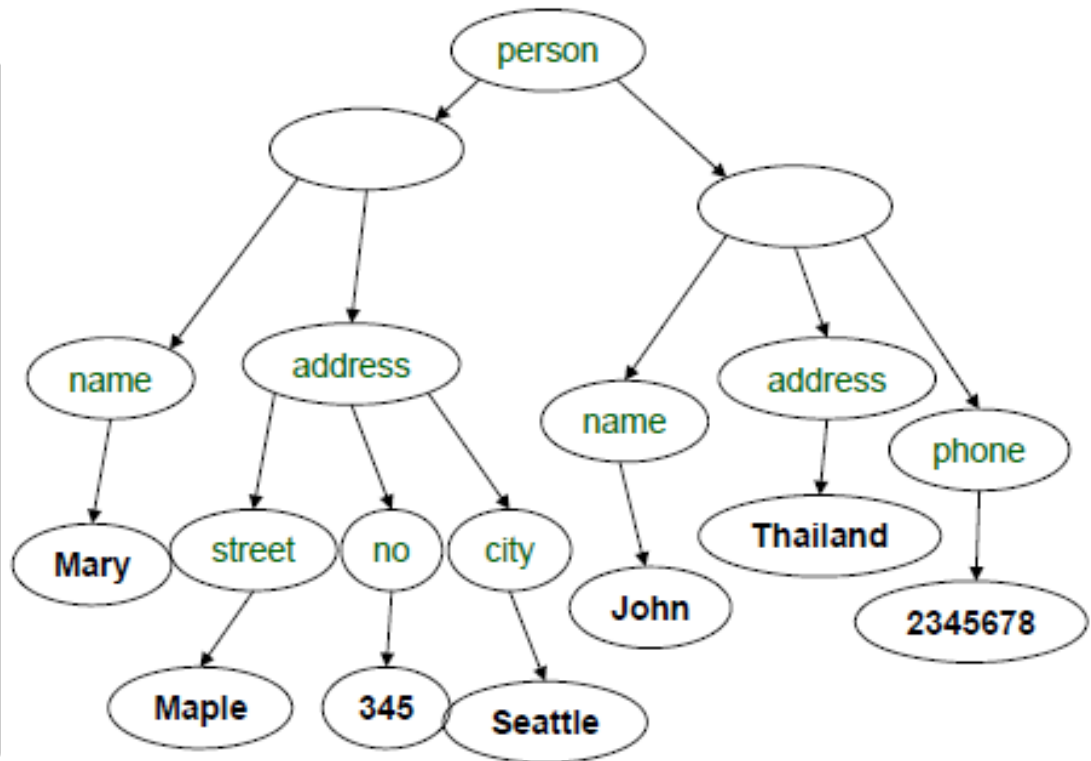 person
name
address
name
address
phone
Mary
street
no
city
John
Thailand
2345678
Maple
345
Seattle